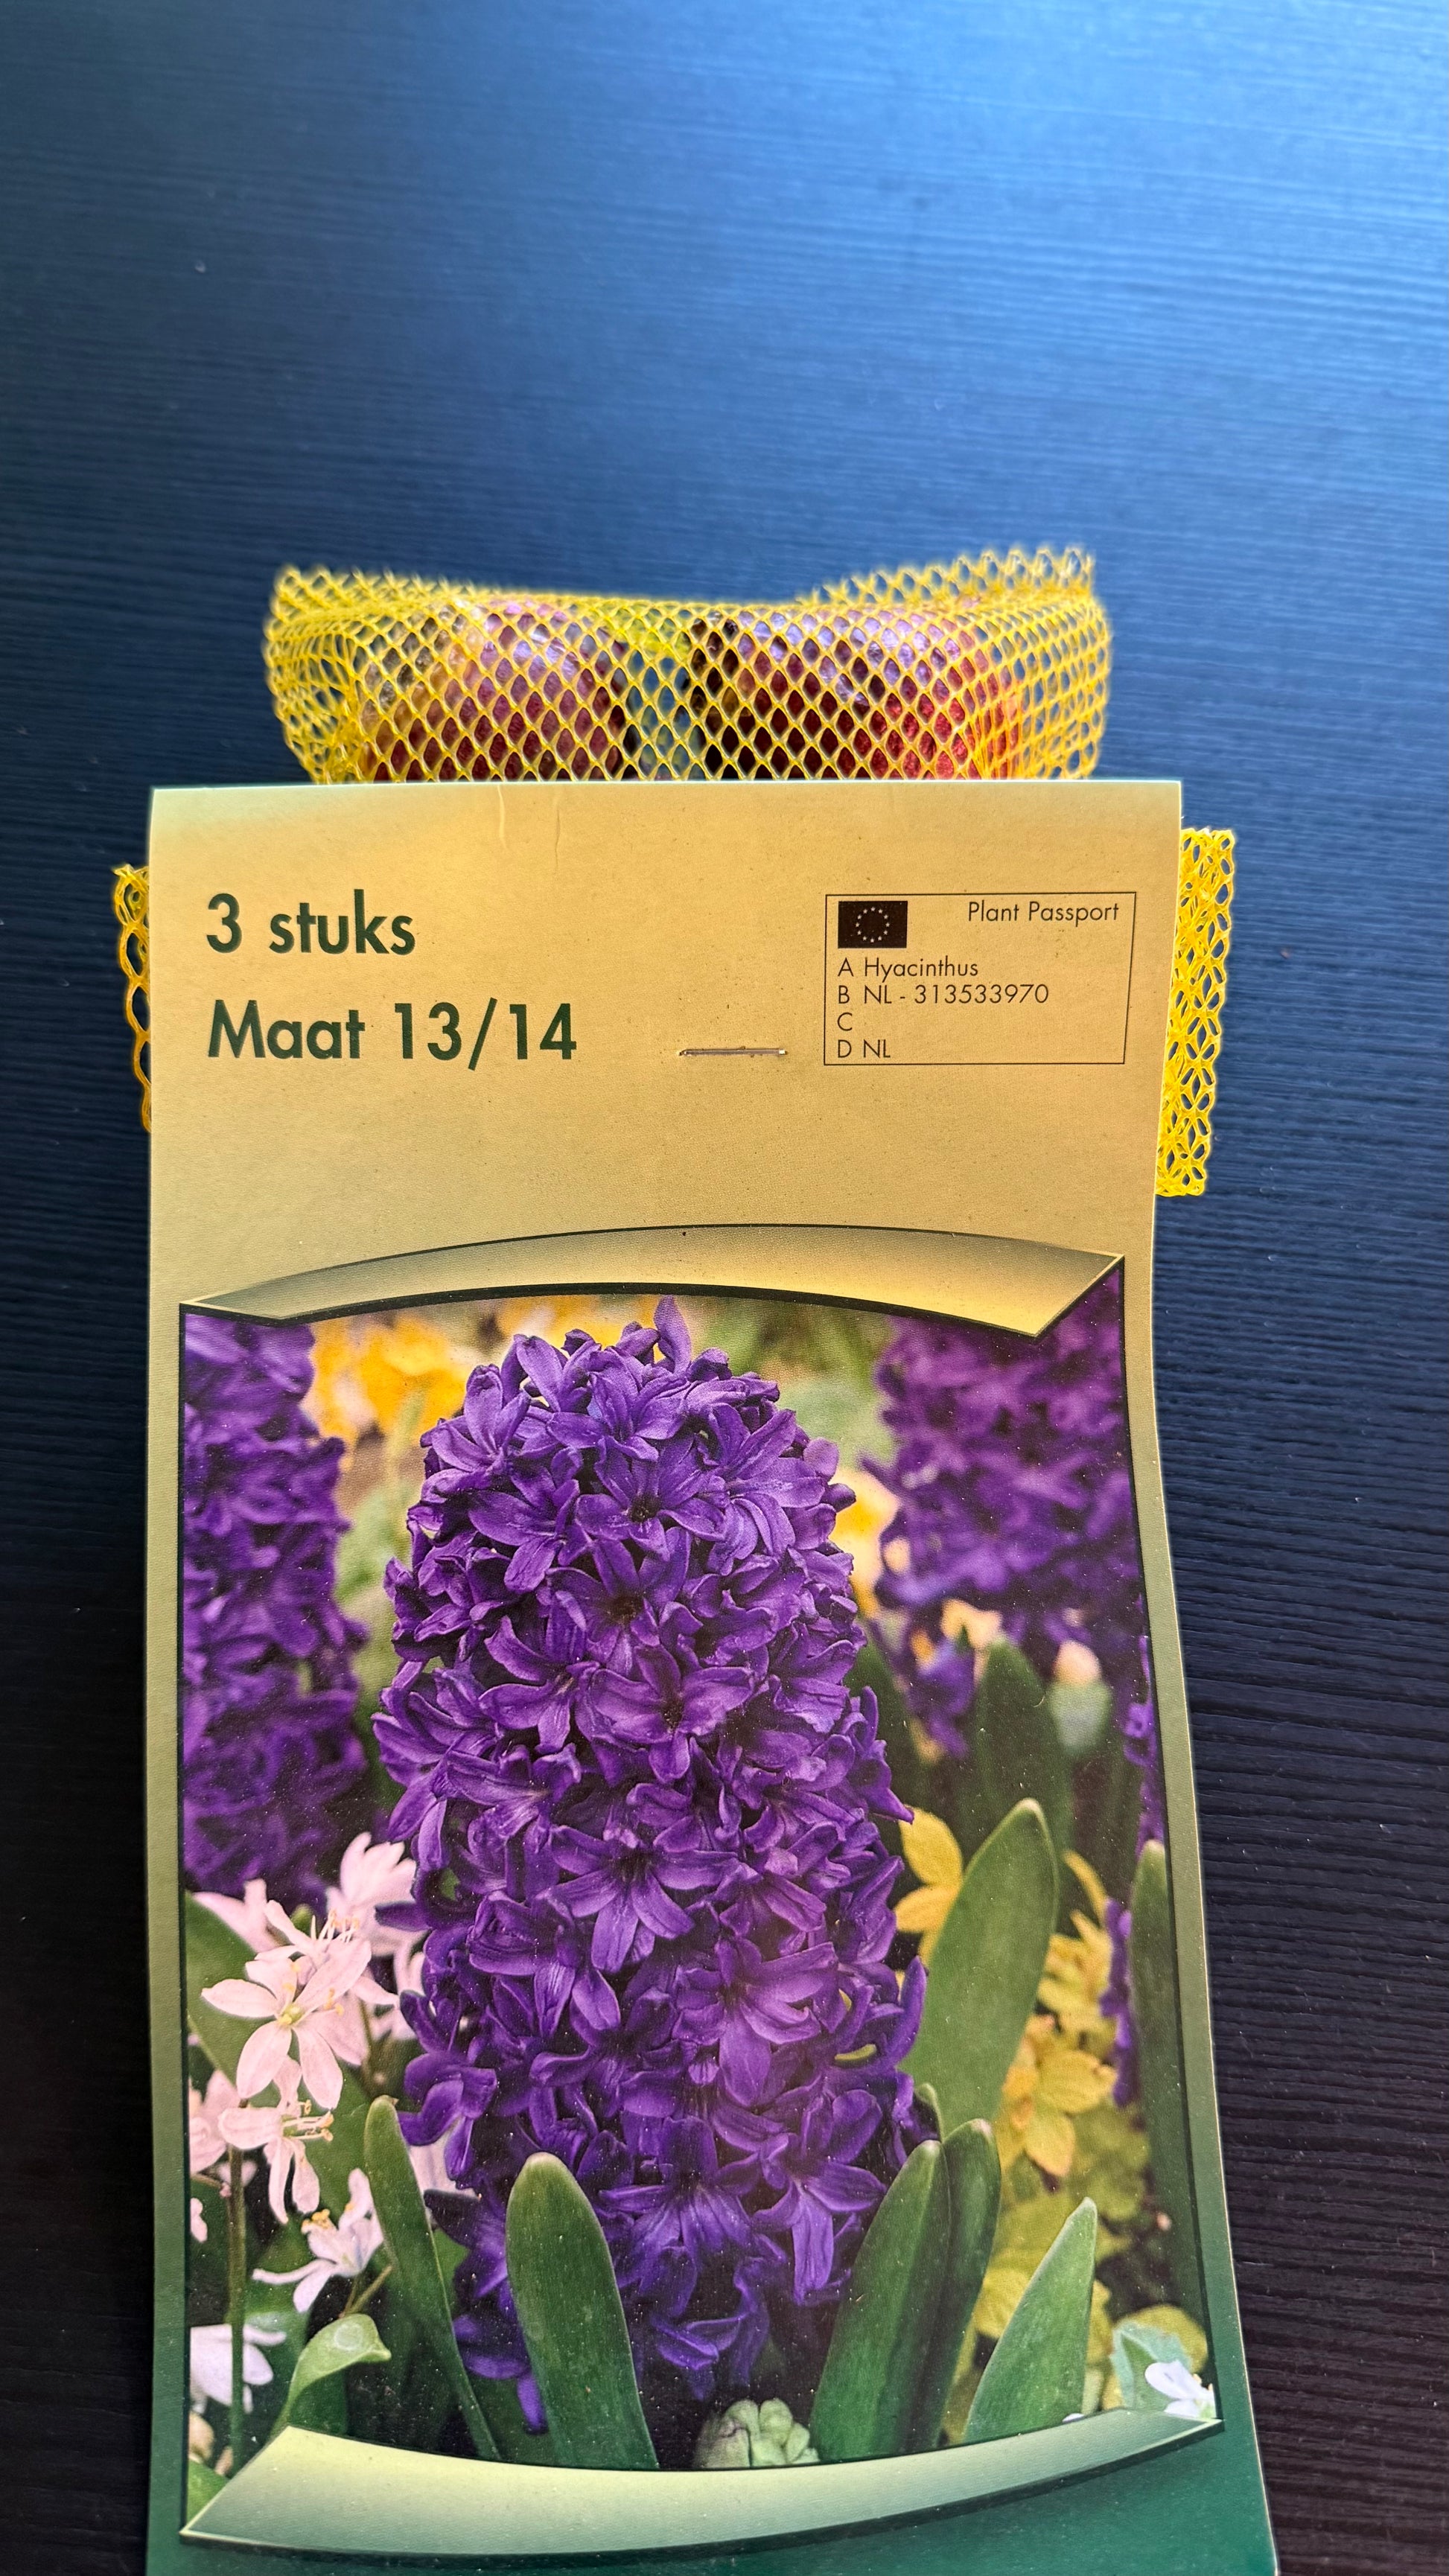 3 stuks
Maat 13/14
Plant Passport
A Hyacinthus
B NL - 313533970
C
D NL